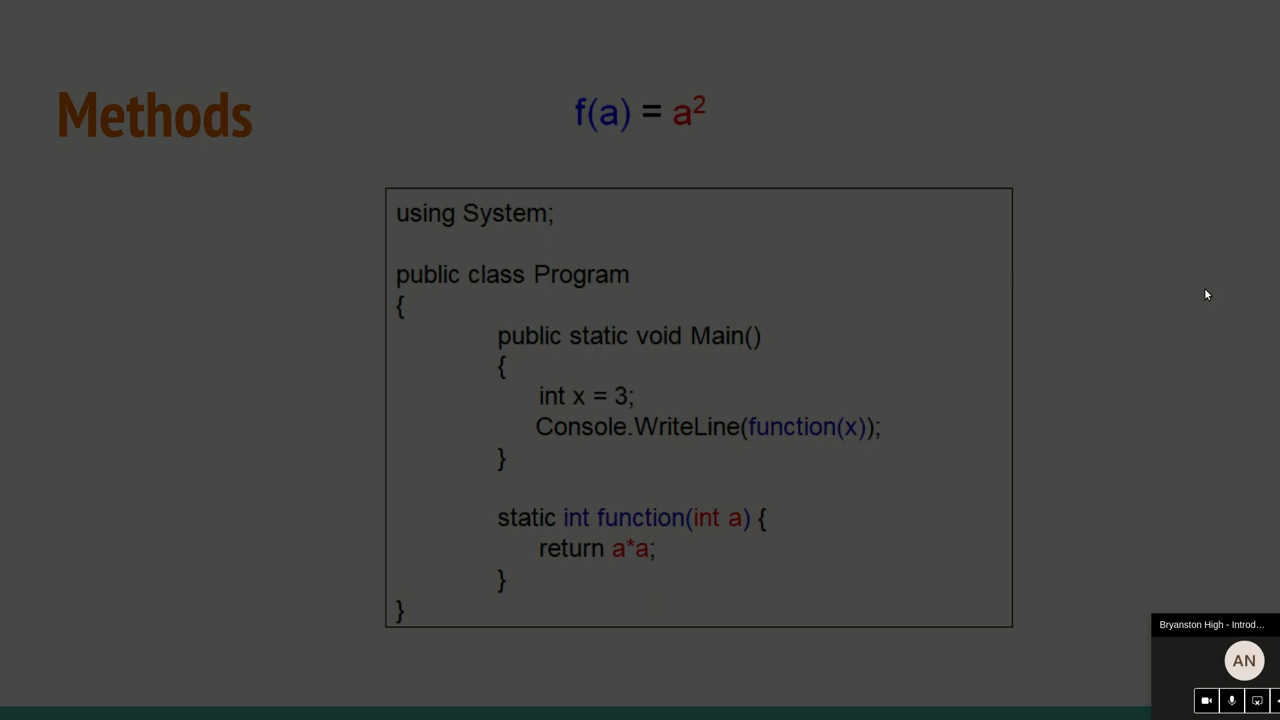 Methods
f(a) = a²
using System;
public class Program
{
public static void Main()
{
int x = 3;
Console.WriteLine(function(x));
}
static int function(int a) {
return a*a;
}
}
Bryanston High - Introd...
AN